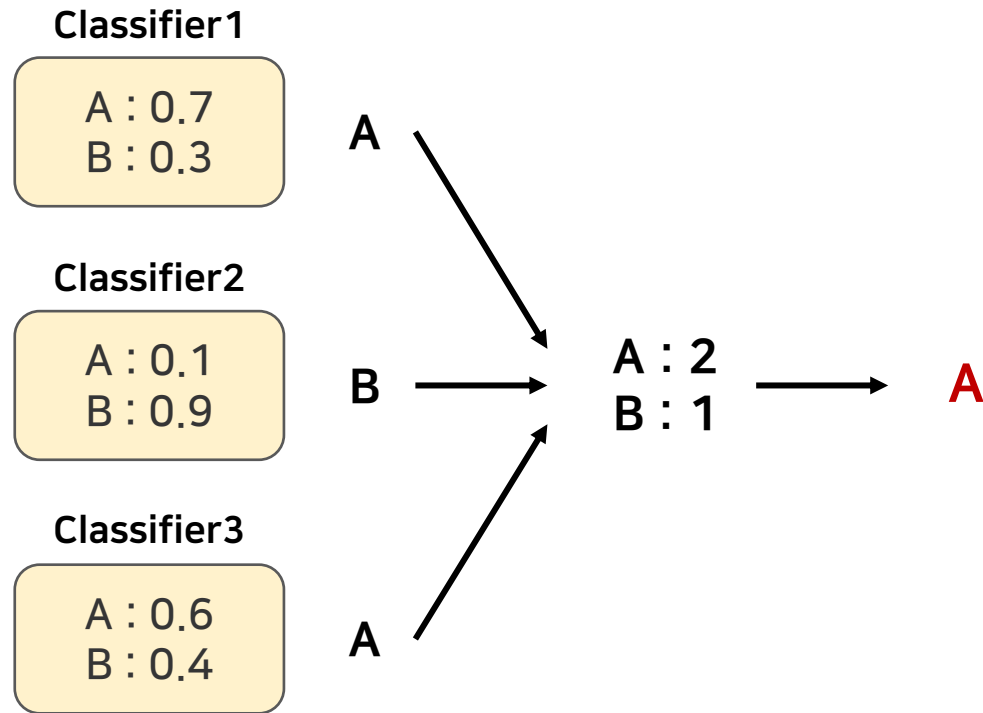 Classifier1
A : 0.7
B : 0.3
A
Classifier2
A : 0.1
B : 0.9
B
A : 2
B : 1
A
Classifier3
A : 0.6
B : 0.4
A